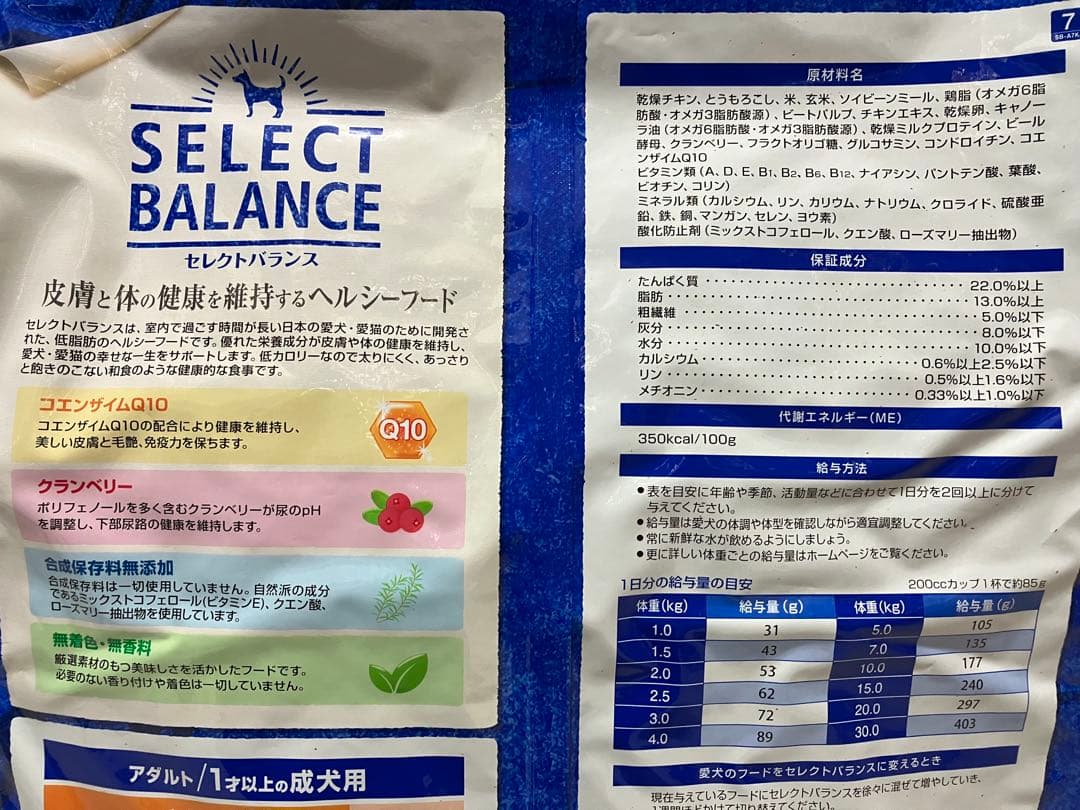 SELECT
BALANCE
セレクトバランス
皮膚と体の健康を維持するヘルシーフード
セレクトバランスは、室内で過ごす時間が長い日本の愛犬・愛猫のために開発さ
れた、低脂肪のヘルシーフードです。優れた栄養成分が皮膚や体の健康を維持し、
愛犬・愛猫の幸せな一生をサポートします。低カロリーなので太りにくく、あっさり
と飽きのこない和食のような健康的な食事です。
コエンザイムQ10
コエンザイムQ10の配合により健康を維持し、
美しい皮膚と毛艶、免疫力を保ちます。
Q10
クランベリー
ポリフェノールを多く含むクランベリーが尿のpH
を調整し、下部尿路の健康を維持します。
合成保存料無添加
合成保存料は一切使用していません。自然派の成分
であるミックストコフェロール(ビタミンE)、クエン酸、
ローズマリー抽出物を使用しています。
無着色・無香料
厳選素材のもつ美味しさを活かしたフードです。
必要のない香り付けや着色は一切していません。
アダルト/1才以上の成犬用
7
SB-A7K
原材料名
乾燥チキン、とうもろこし、米、玄米、ソイビーンミール、鶏脂(オメガ6脂
肪酸・オメガ3脂肪酸源)、ビートパルプ、チキンエキス、乾燥卵、キャノー
ラ油(オメガ6脂肪酸・オメガ3脂肪酸源)、乾燥ミルクプロテイン、ビール
酵母、クランベリー、フラクトオリゴ糖、グルコサミン、コンドロイチン、コエ
ンザイムQ10
ビタミン類(A、D、E、B1、B2、B6、B12、ナイアシン、パントテン酸、葉酸、
ビオチン、コリン)
ミネラル類(カルシウム、リン、カリウム、ナトリウム、クロライド、硫酸亜
鉛、鉄、銅、マンガン、セレン、ヨウ素)
酸化防止剤(ミックストコフェロール、クエン酸、ローズマリー抽出物)
保証成分
たんぱく質・・・・・・・・・・22.0%以上
脂肪・・・・・・・・・・13.0%以上
粗繊維・・・・・・・・・・5.0%以下
灰分・・・・・・・・・・8.0%以下
水分・・・・・・・・・・10.0%以下
カルシウム・・・・・・・・・・0.6%以上2.5%以下
リン・・・・・・・・・・0.5%以上1.6%以下
メチオニン・・・・・・・・・・0.33%以上1.0%以下
代謝エネルギー(ME)
350kcal/100g
給与方法
●表を目安に年齢や季節、活動量などに合わせて1日分を2回以上に分けて
与えてください。
●給与量は愛犬の体調や体型を確認しながら適宜調整してください。
●常に新鮮な水が飲めるようにしましょう。
●更に詳しい体重ごとの給与量はホームページをご覧ください。
1日分の給与量の目安 200ccカップ1杯で約85g
体重(kg) 給与量(g) 体重(kg) 給与量(g)
1.0 31 5.0 105
1.5 43 7.0 135
2.0 53 10.0 177
2.5 62 15.0 240
3.0 72 20.0 297
4.0 89 30.0 403
愛犬のフードをセレクトバランスに変えるとき
現在与えているフードにセレクトバランスを徐々に混ぜて増やしていき、
1週間ほどかけて切り替えてください。